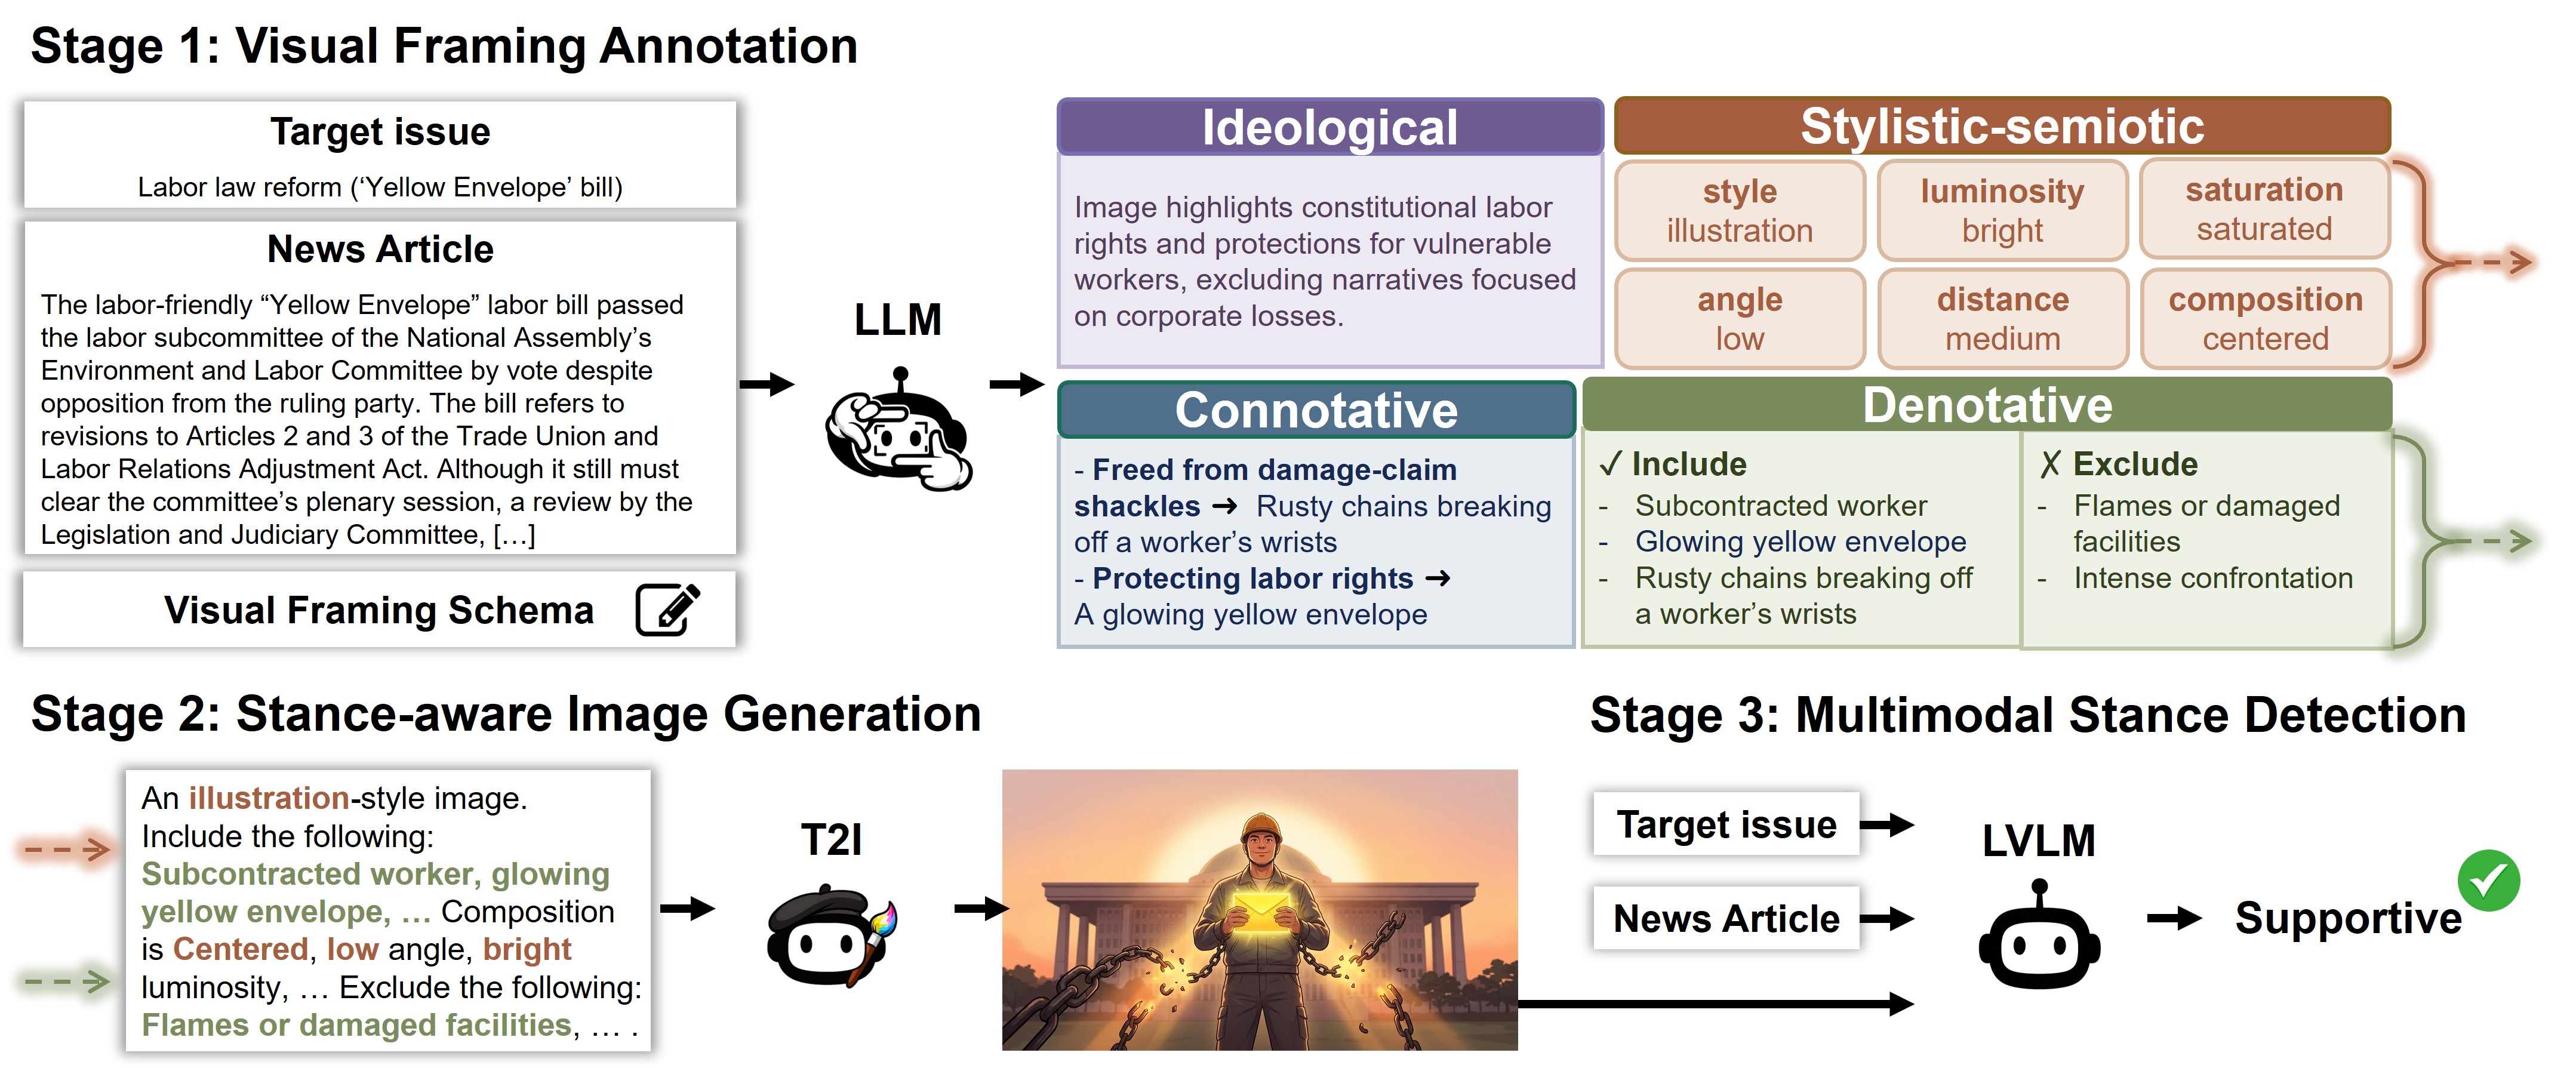 Stage 1: Visual Framing Annotation
Target issue
Labor law reform (‘Yellow Envelope’ bill)
News Article
The labor-friendly “Yellow Envelope” labor bill passed
the labor subcommittee of the National Assembly’s
Environment and Labor Committee by vote despite
opposition from the ruling party. The bill refers to
revisions to Articles 2 and 3 of the Trade Union and
Labor Relations Adjustment Act. Although it still must
clear the committee’s plenary session, a review by the
Legislation and Judiciary Committee, […]
Visual Framing Schema
LLM
Ideological
Image highlights constitutional labor
rights and protections for vulnerable
workers, excluding narratives focused
on corporate losses.
Stylistic-semiotic
style
illustration
luminosity
bright
saturation
saturated
angle
low
distance
medium
composition
centered
Connotative
- Freed from damage-claim
shackles ➜ Rusty chains breaking
off a worker’s wrists
- Protecting labor rights ➜
A glowing yellow envelope
Denotative
✓ Include
- Subcontracted worker
- Glowing yellow envelope
- Rusty chains breaking off
a worker’s wrists
✗ Exclude
- Flames or damaged
facilities
- Intense confrontation
Stage 2: Stance-aware Image Generation
An illustration-style image.
Include the following:
Subcontracted worker, glowing
yellow envelope, … Composition
is Centered, low angle, bright
luminosity, … Exclude the following:
Flames or damaged facilities, … .
T2I
Stage 3: Multimodal Stance Detection
Target issue
News Article
LVLM
Supportive